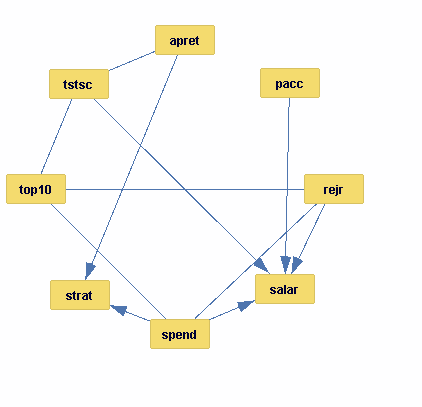 apret
tstsc
pacc
top10
rejr
strat
salar
spend